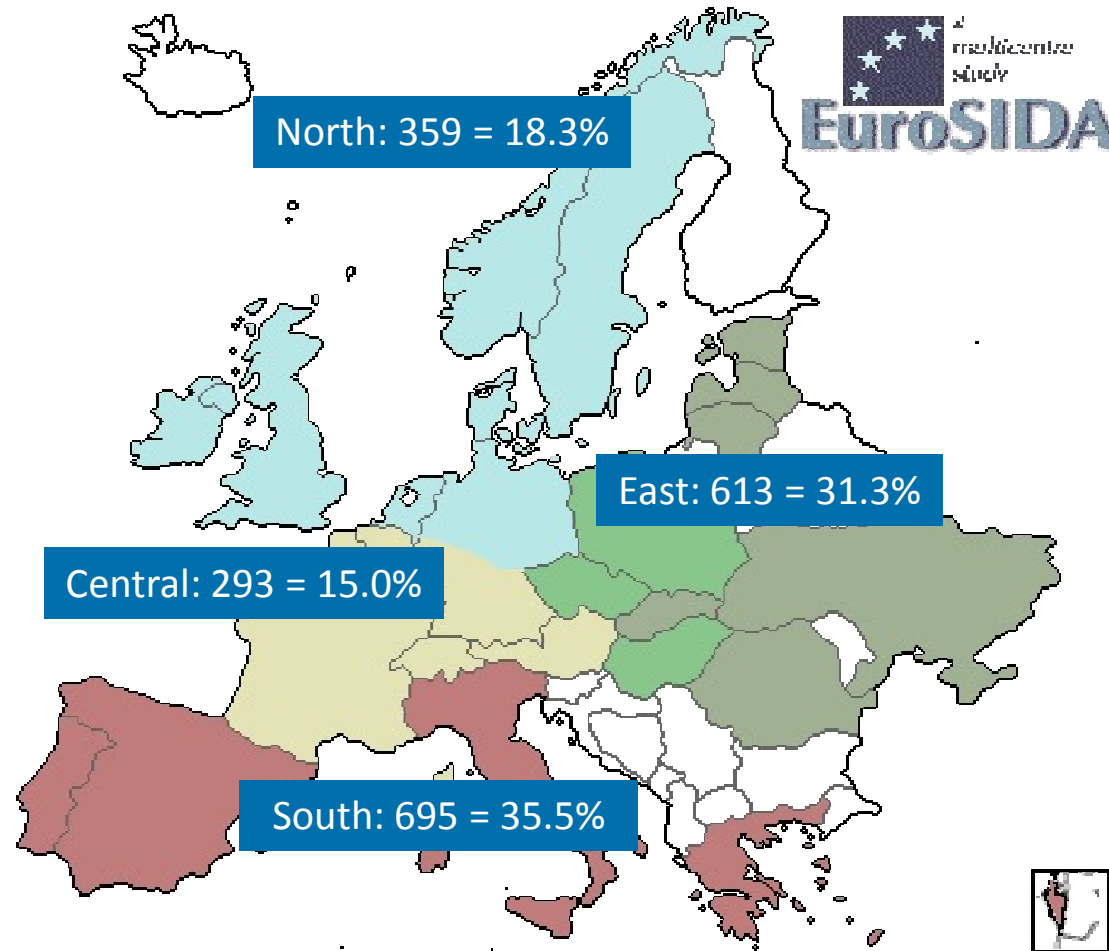 a
multicentre
study
EuroSIDA
North: 359 = 18.3%
East: 613 = 31.3%
Central: 293 = 15.0%
South: 695 = 35.5%